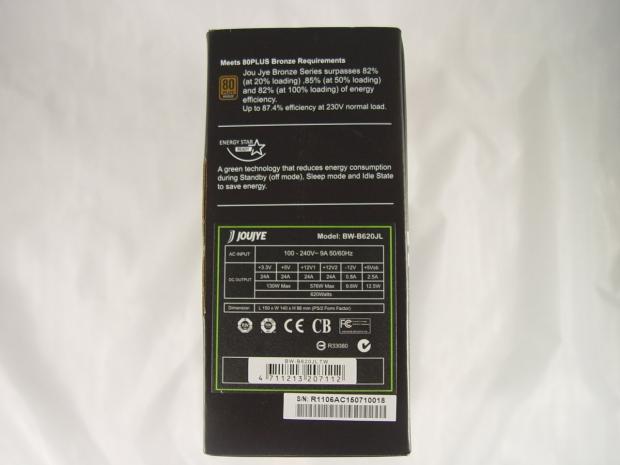 Meets 80PLUS Bronze Requirements
Jou Jye Bronze Series surpasses 82%
(at 20% loading) ,85% (at 50% loading)
and 82% (at 100% loading) of energy
efficiency.
Up to 87.4% efficiency at 230V normal load.
80
PLUS
BRONZE
ENERGY STAR
READY
A green technology that reduces energy consumption
during Standby (off mode), Sleep mode and Idle State
to save energy.
JOUJYE Model: BW-B620JL
AC INPUT 100 - 240V~ 9A 50/60Hz
DC OUTPUT +3.3V +5V +12V1 +12V2 -12V +5Vsb
24A 24A 24A 24A 0.8A 2.5A
130W Max 576W Max 9.6W 12.5W
620Watts
Dimension L 150 x W 140 x H 86 mm (PS/2 Form Factor)
CE CB FC
R33080
BW-B620JLTW
4 711213 207112
S/N: R1106AC150710018